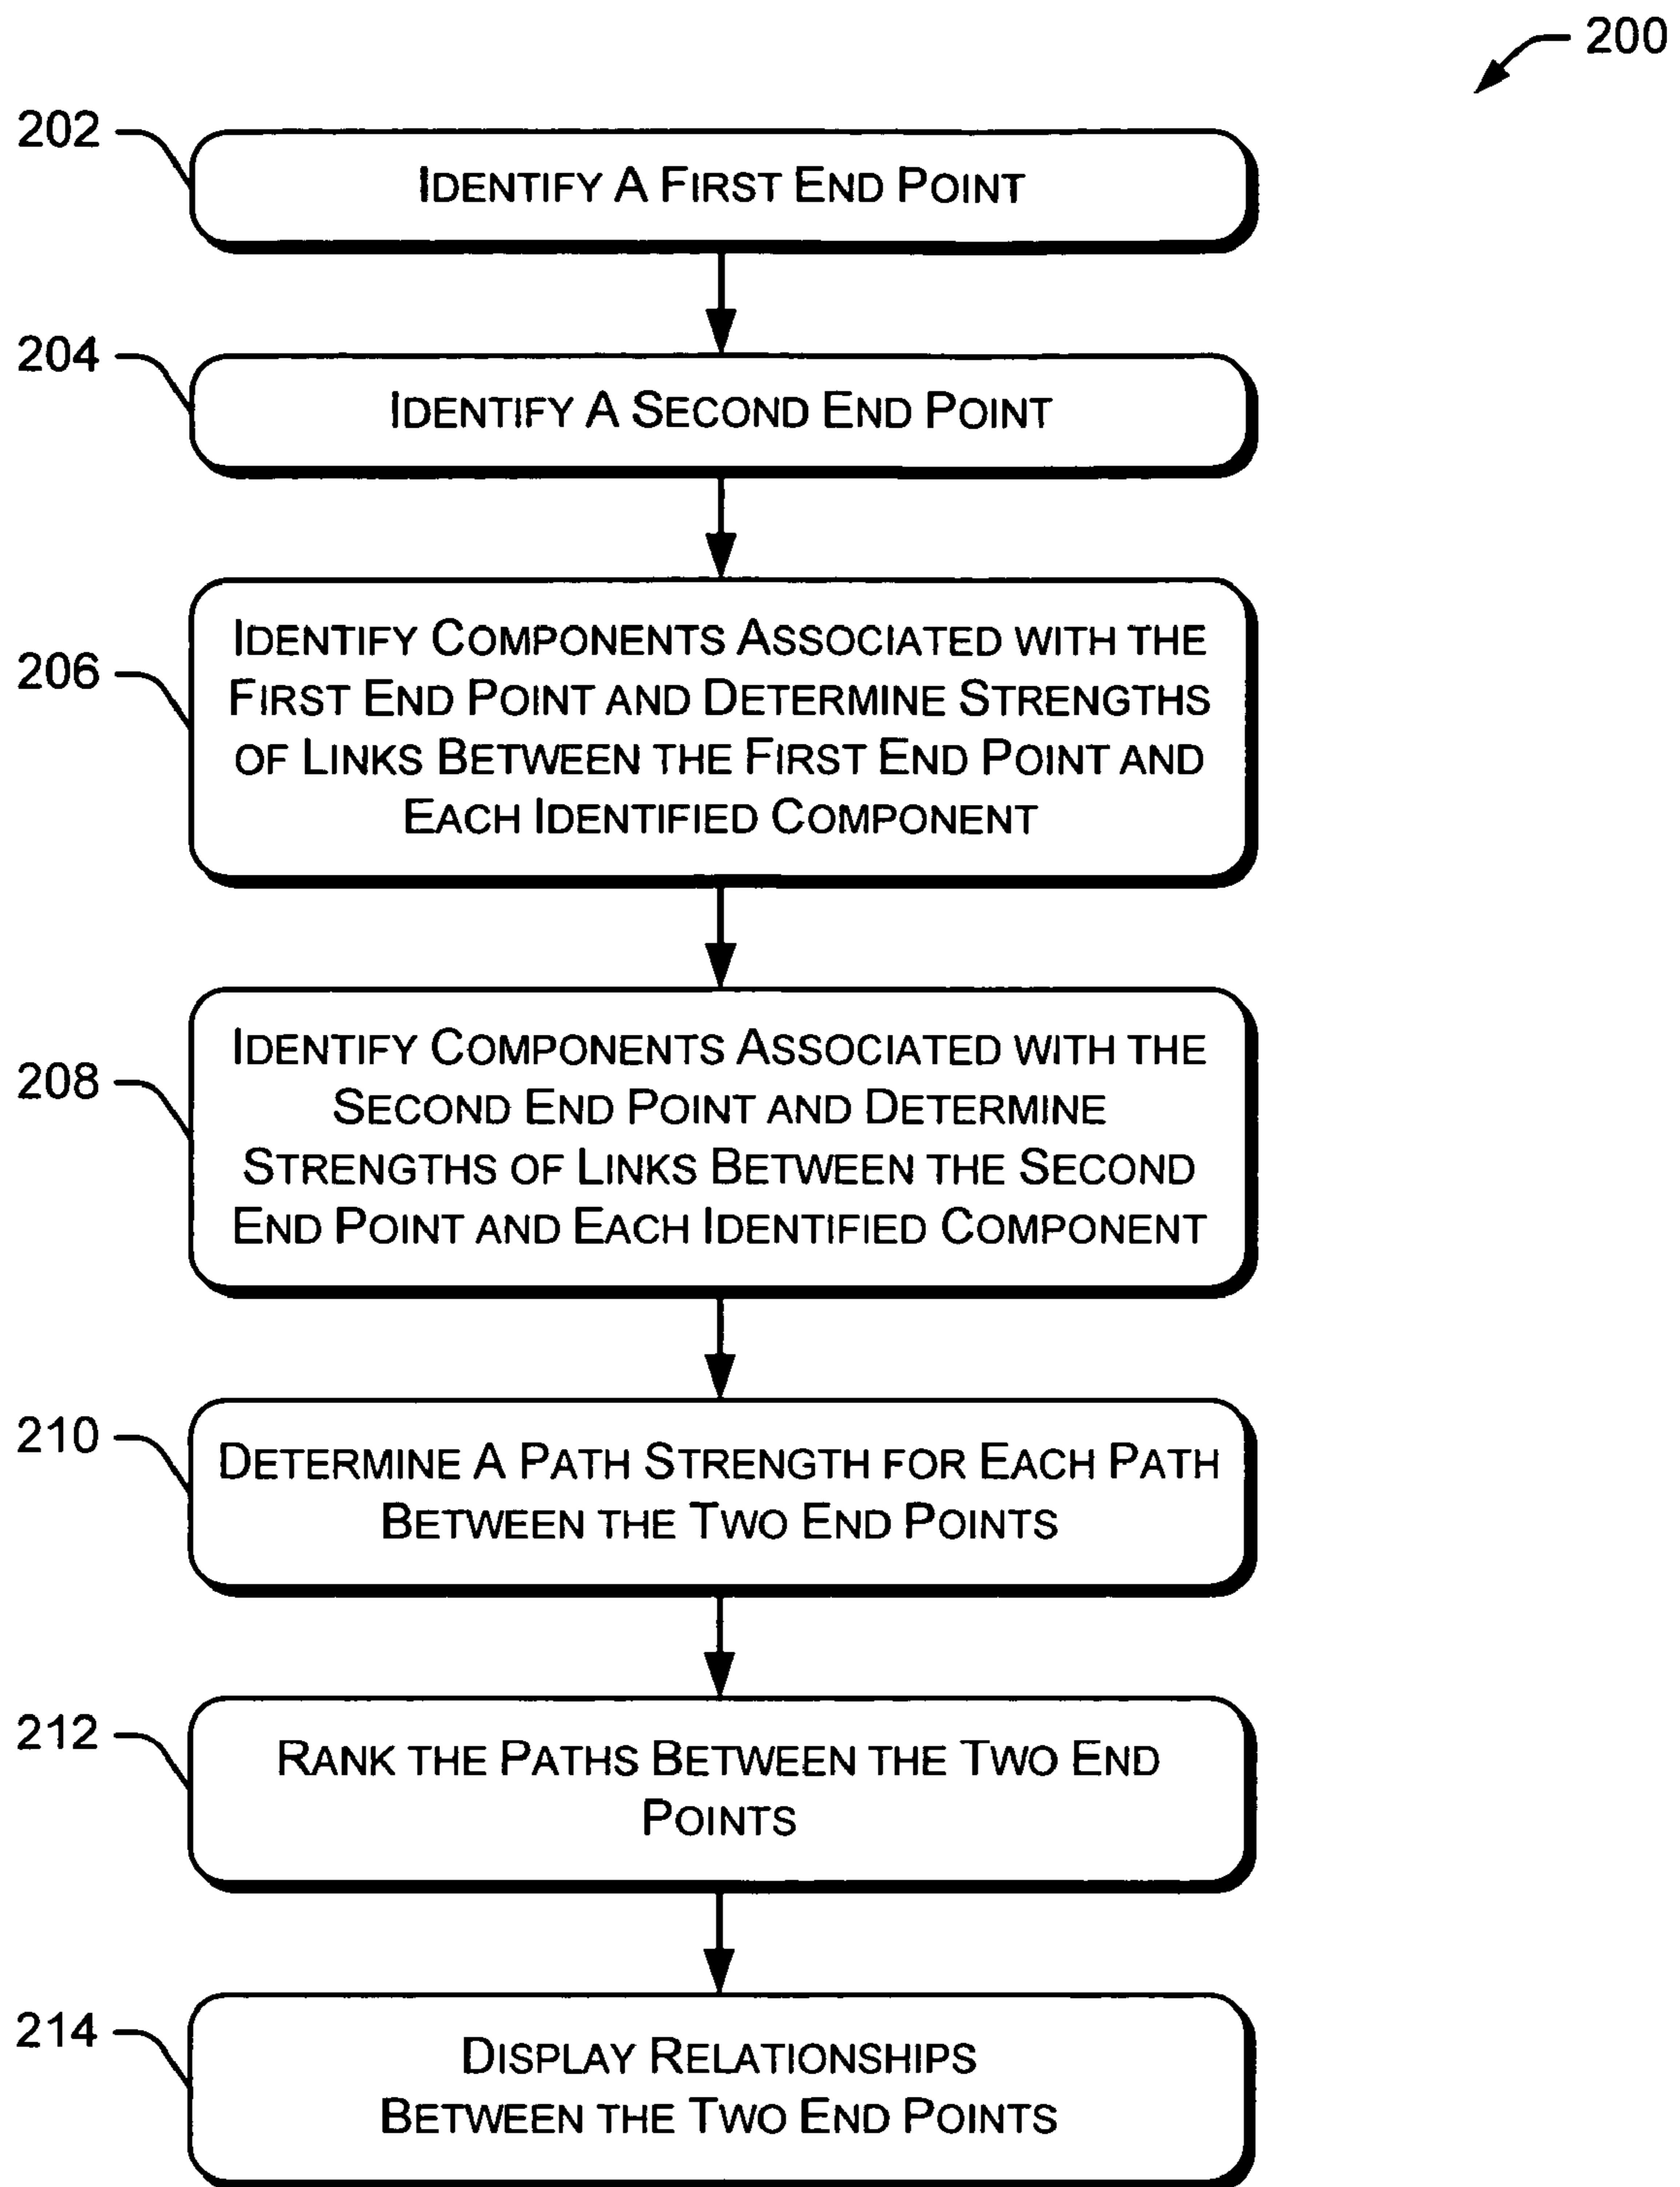 200
202
IDENTIFY A FIRST END POINT
204
IDENTIFY A SECOND END POINT
206
IDENTIFY COMPONENTS ASSOCIATED WITH THE
FIRST END POINT AND DETERMINE STRENGTHS
OF LINKS BETWEEN THE FIRST END POINT AND
EACH IDENTIFIED COMPONENT
208
IDENTIFY COMPONENTS ASSOCIATED WITH THE
SECOND END POINT AND DETERMINE
STRENGTHS OF LINKS BETWEEN THE SECOND
END POINT AND EACH IDENTIFIED COMPONENT
210
DETERMINE A PATH STRENGTH FOR EACH PATH
BETWEEN THE TWO END POINTS
212
RANK THE PATHS BETWEEN THE TWO END
POINTS
214
DISPLAY RELATIONSHIPS
BETWEEN THE TWO END POINTS